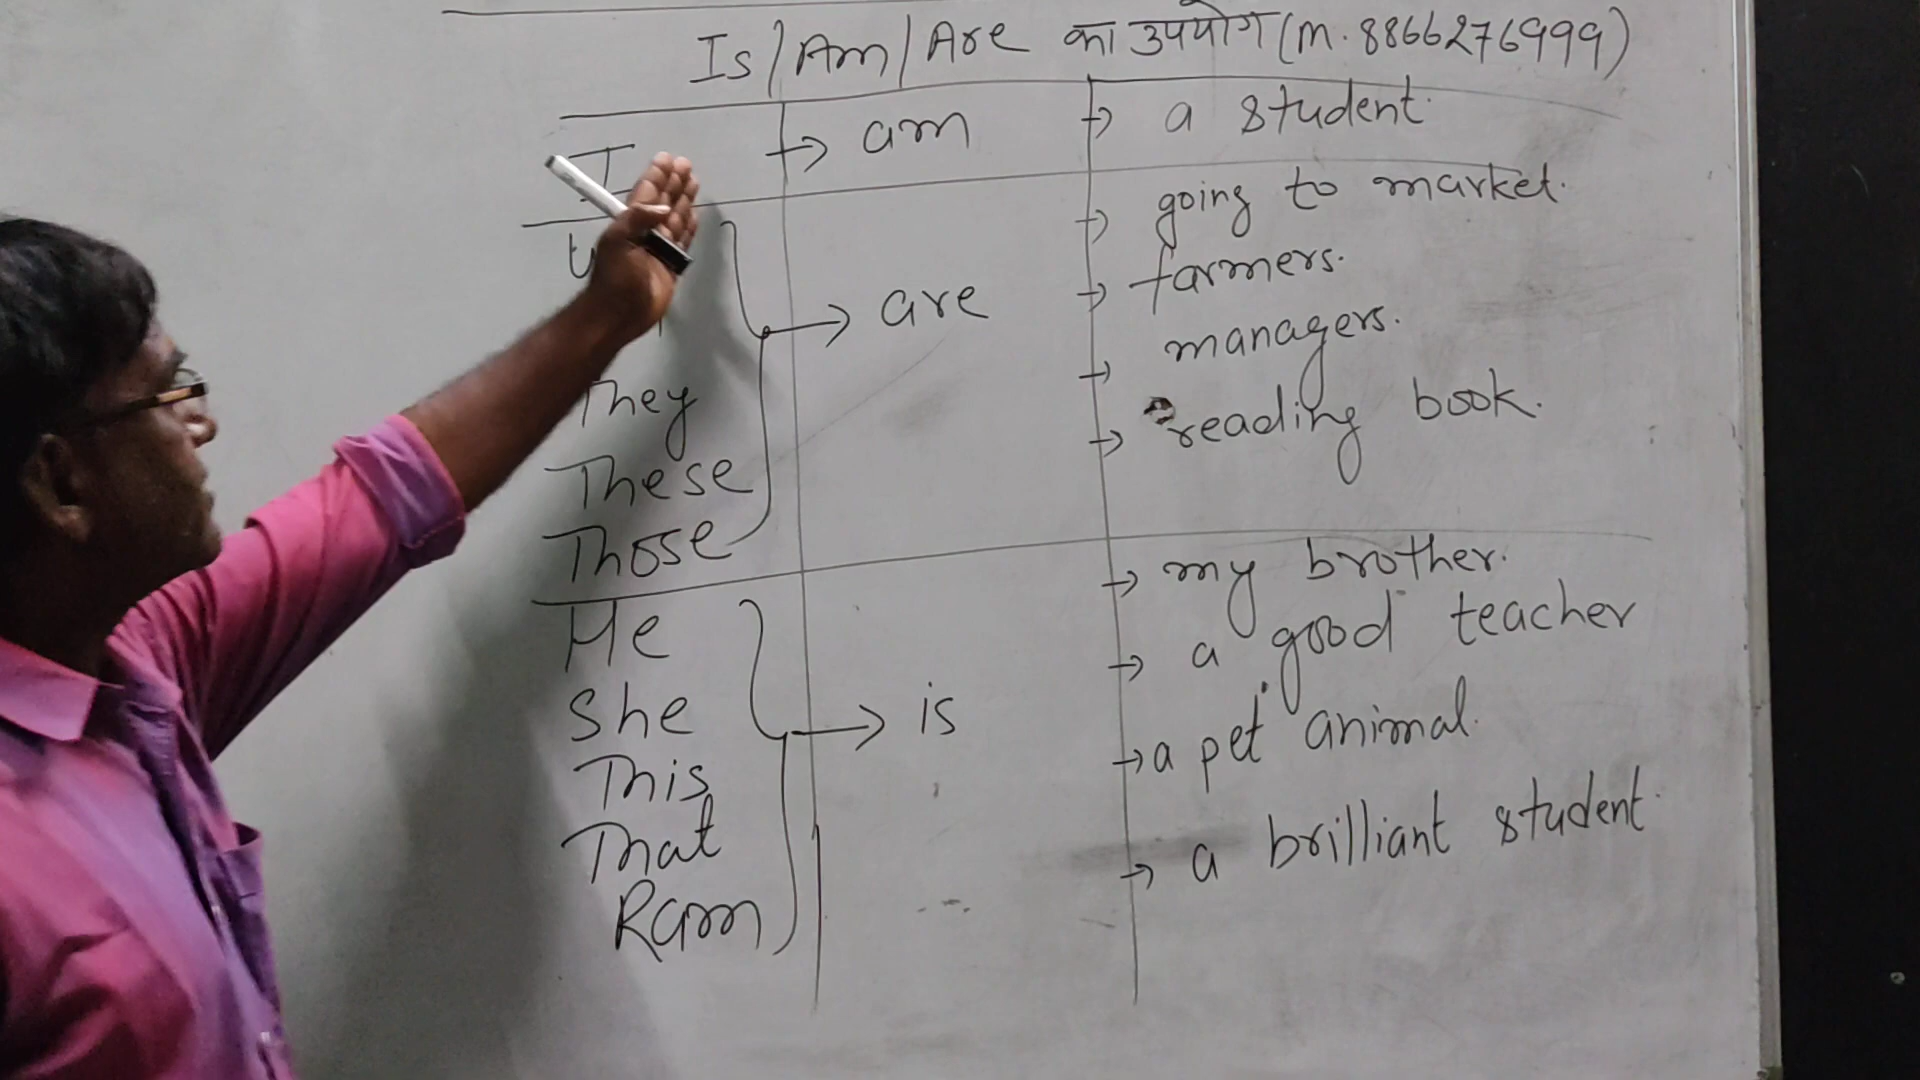 Is/Am/Are का उपयोग (m. 8866276999)
I → am → a student.
→ going to market.
→ are → farmers.
→ managers.
They → reading book.
These
Those
He → my brother.
She → is → a good teacher
This → a pet animal.
That → a brilliant student.
Ram